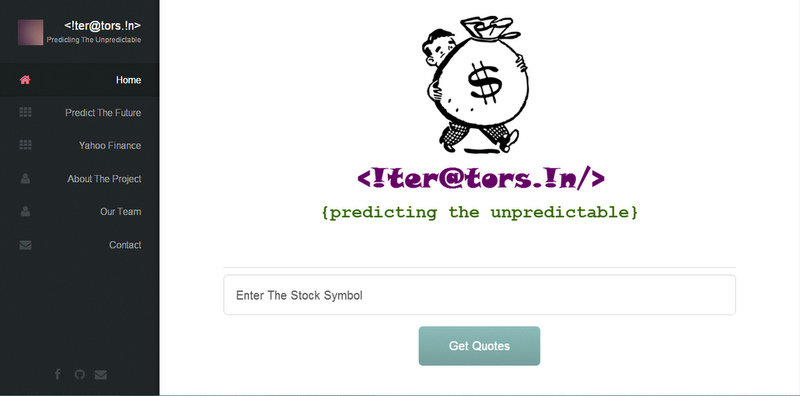 <!ter@tors.!n>
Predicting The Unpredictable
Home
Predict The Future
Yahoo Finance
About The Project
Our Team
Contact
$
<!ter@tors.!n/>
{predicting the unpredictable}
Enter The Stock Symbol
Get Quotes